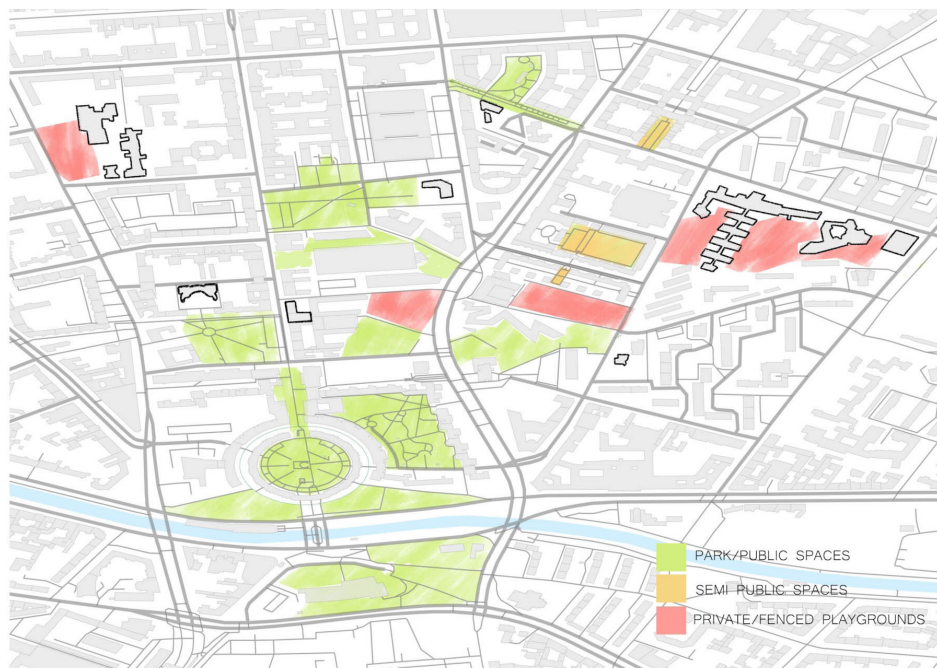 PARK/PUBLIC SPACES
SEMI PUBLIC SPACES
PRIVATE/FENCED PLAYGROUNDS